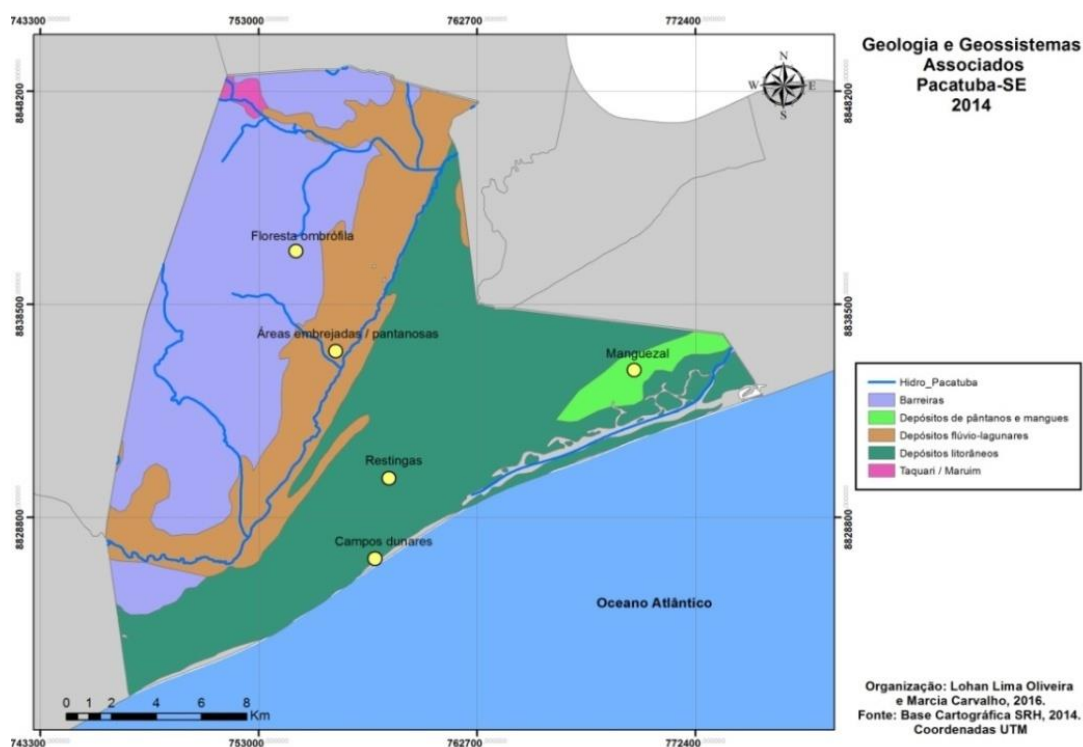 743300
753000
762700
772400
Geologia e Geossistemas
Associados
Pacatuba-SE
2014
N
W
E
S
8848200
8848200
Floresta ombrófila
8838500
8838500
Áreas embrejadas / pantanosas
Manguezal
Hidro_Pacatuba
Barreiras
Depósitos de pântanos e mangues
Depósitos flúvio-lagunares
Depósitos litorâneos
Taquari / Maruim
Restingas
8828800
8828800
Campos dunares
Oceano Atlântico
0 1 2 4 6 8
Km
Organização: Lohan Lima Oliveira
e Marcia Carvalho, 2016.
Fonte: Base Cartográfica SRH, 2014.
Coordenadas UTM
743300
753000
762700
772400